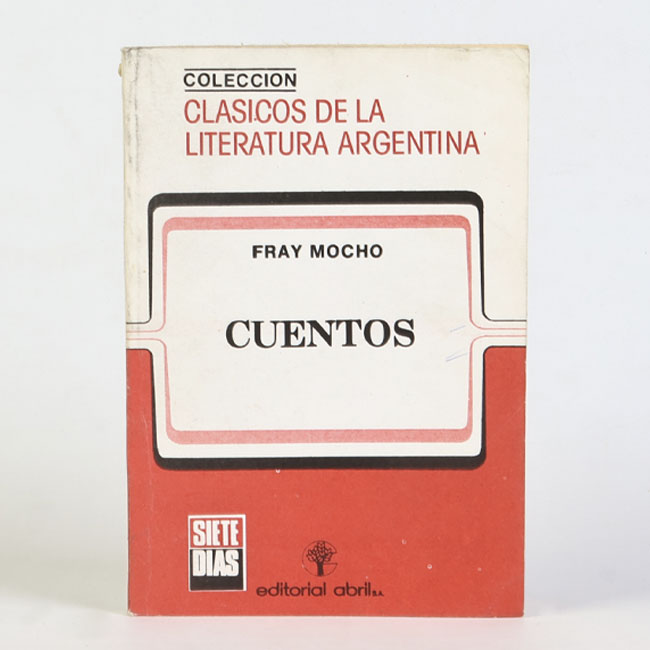 COLECCION
CLASICOS DE LA
LITERATURA ARGENTINA
FRAY MOCHO
CUENTOS
SIETE
DIAS
editorial abril s.a.